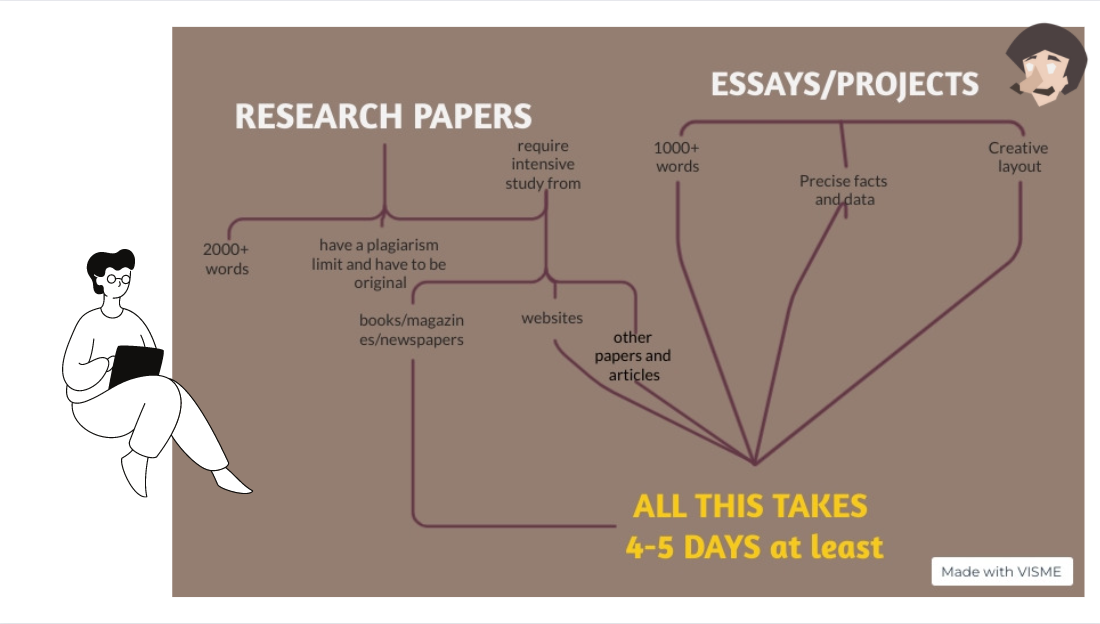 RESEARCH PAPERS
require
intensive
study from
2000+
words
have a plagiarism
limit and have to be
original
books/magazin
es/newspapers
websites
other
papers and
articles
ESSAYS/PROJECTS
1000+
words
Precise facts
and data
Creative
layout
ALL THIS TAKES
4-5 DAYS at least
Made with VISME